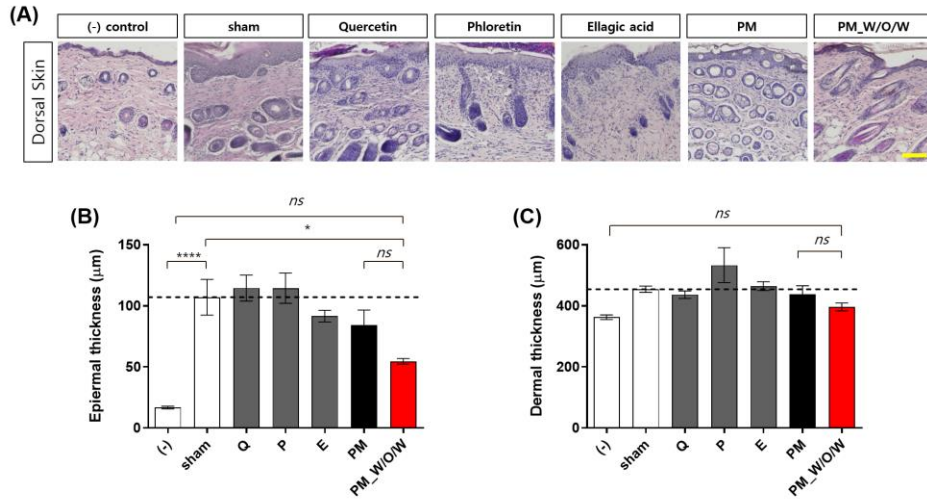 (A)
(-) control sham Quercetin Phloretin Ellagic acid PM PM_W/O/W
Dorsal Skin
(B)
ns
*
****
ns
Epiermal thickness (μm)
150
100
50
0
(-) sham Q P E PM PM_W/O/W
(C)
ns
ns
Dermal thickness (μm)
600
400
200
0
(-) sham Q P E PM PM_W/O/W